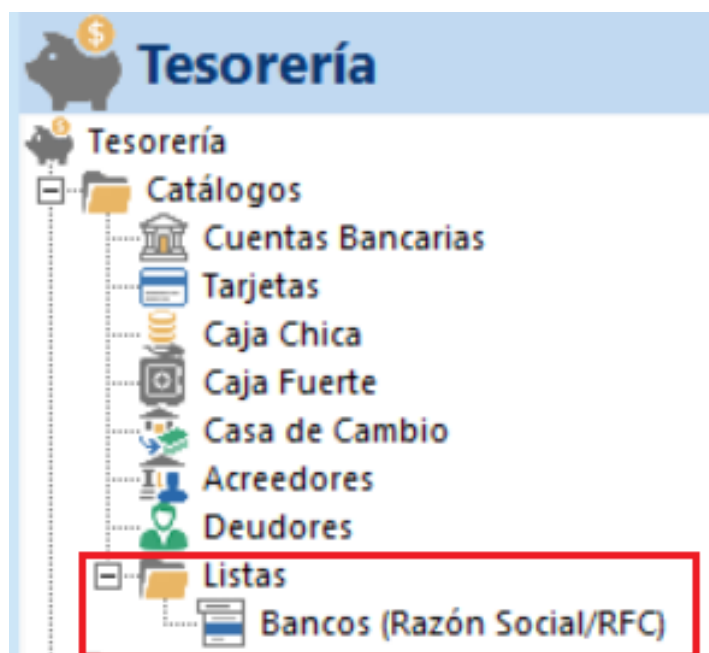 Tesorería
Tesorería
Catálogos
Cuentas Bancarias
Tarjetas
Caja Chica
Caja Fuerte
Casa de Cambio
Acreedores
Deudores
Listas
Bancos (Razón Social/RFC)